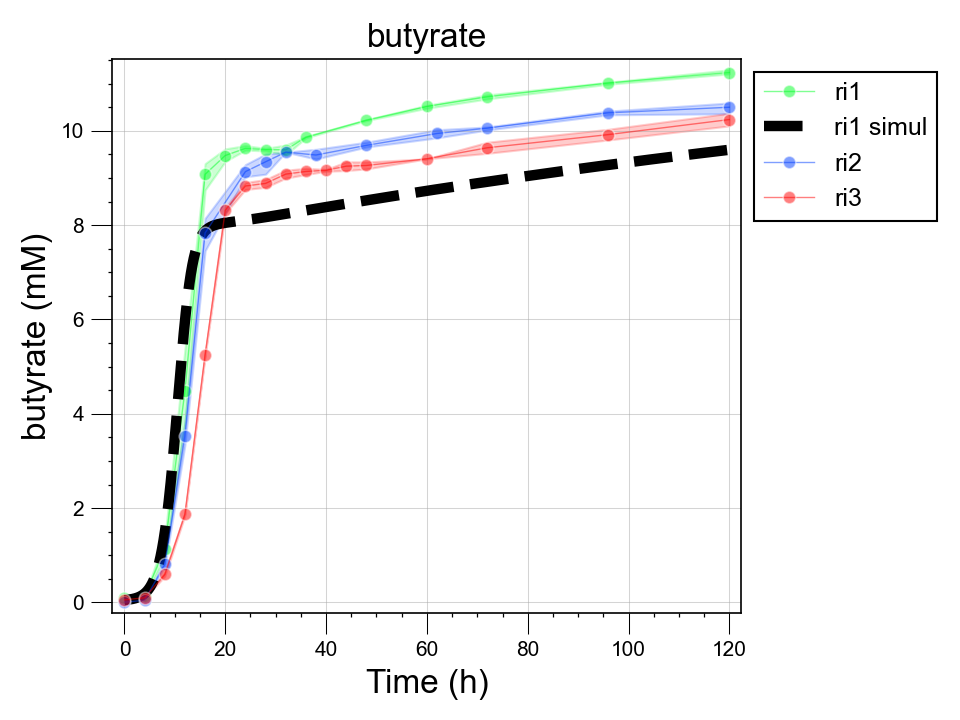 butyrate
butyrate (mM)
10
8
6
4
2
0
0 20 40 60 80 100 120
Time (h)
ri1
ri1 simul
ri2
ri3